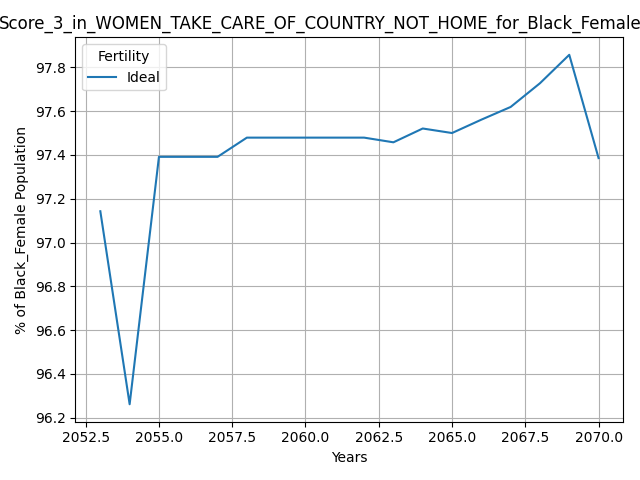 Score_3_in_WOMEN_TAKE_CARE_OF_COUNTRY_NOT_HOME_for_Black_Female
Fertility
Ideal
97.8
97.6
97.4
97.2
97.0
96.8
96.6
96.4
96.2
% of Black_Female Population
2052.5 2055.0 2057.5 2060.0 2062.5 2065.0 2067.5 2070.0
Years